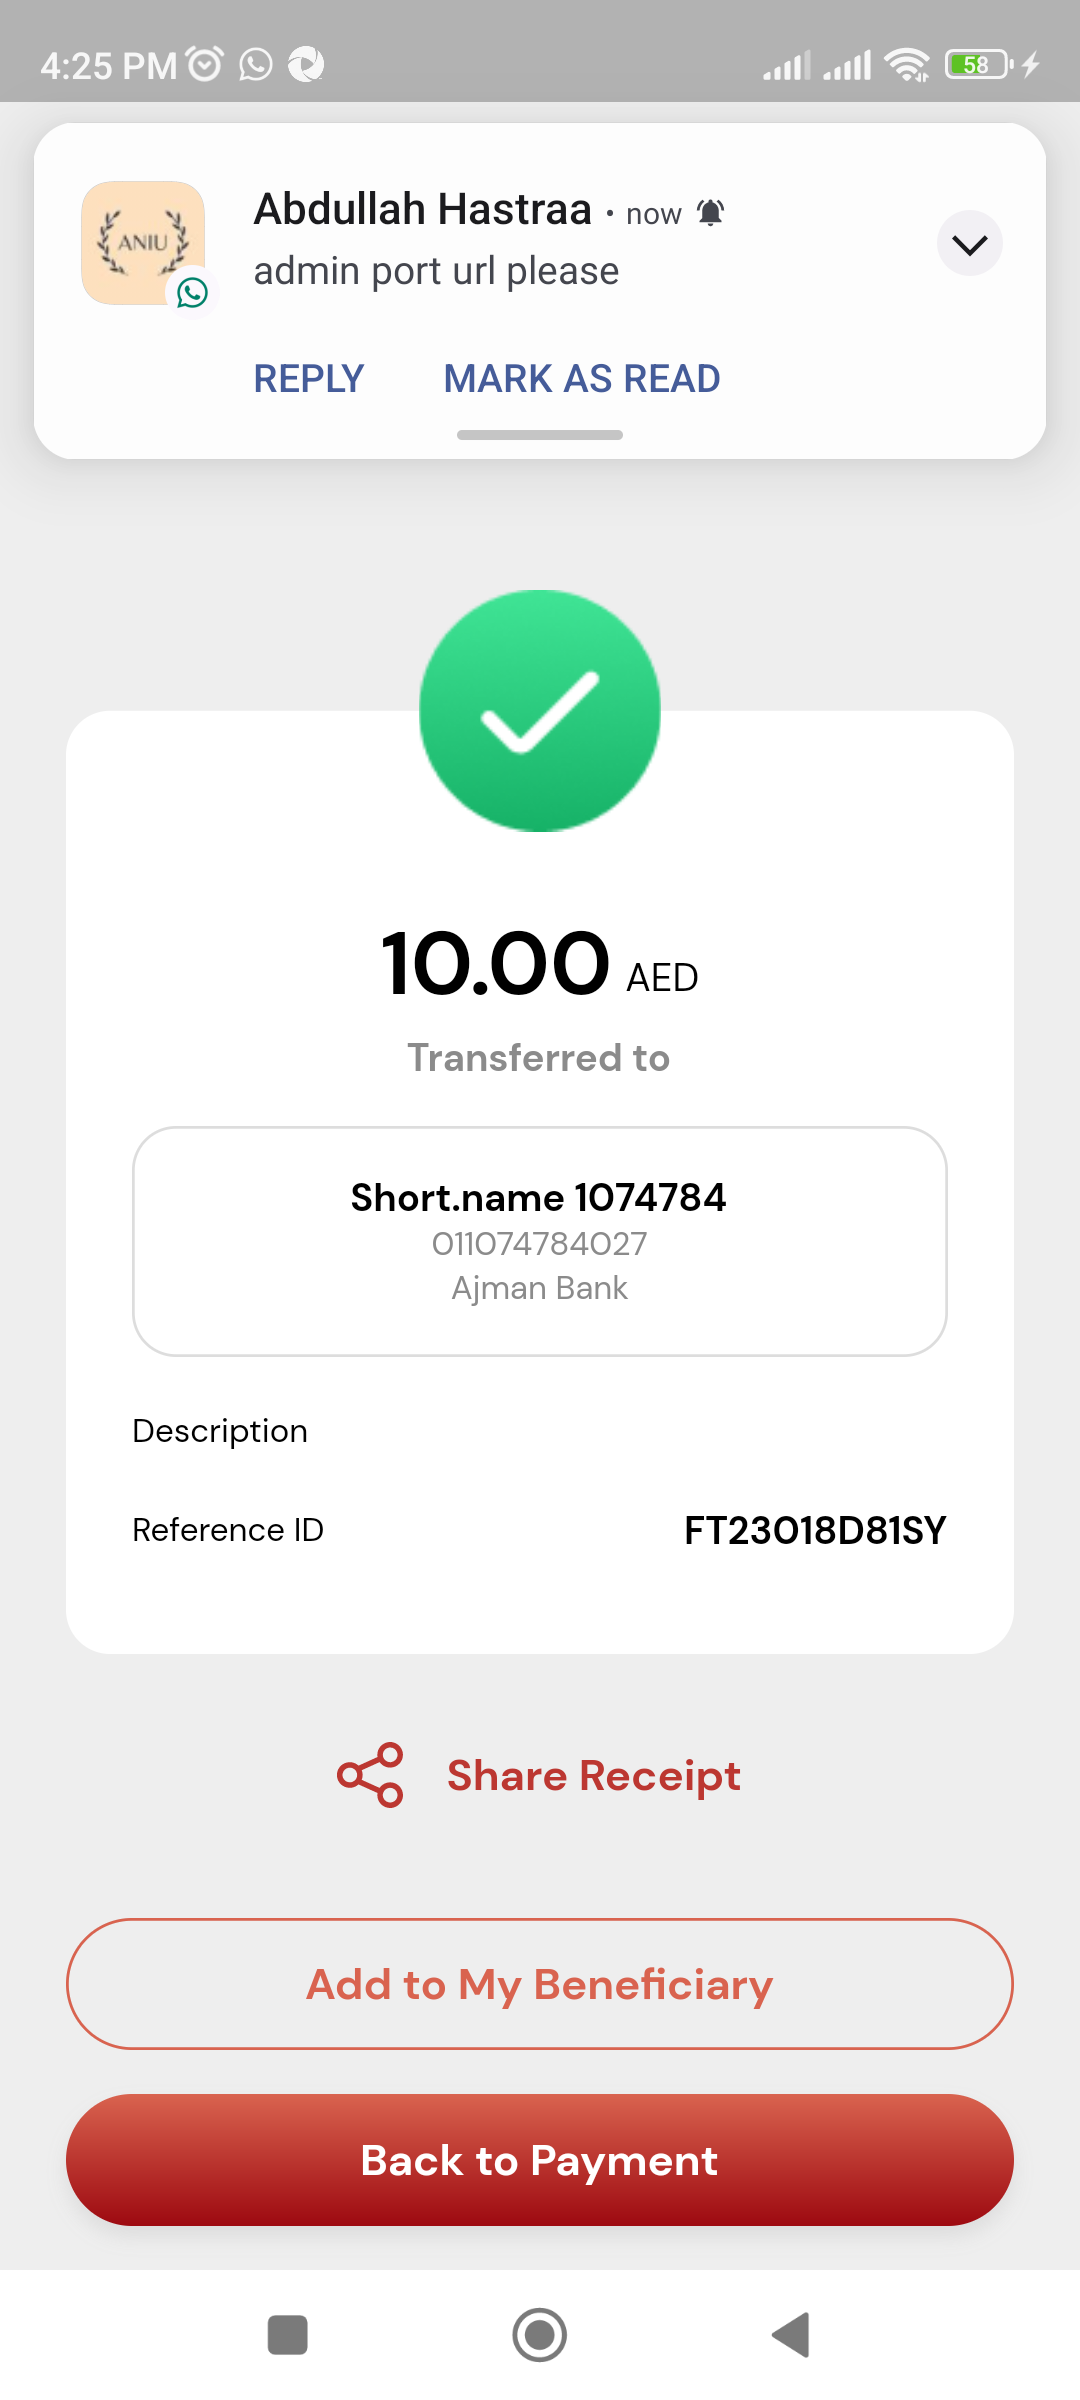 4:25 PM
58
ANIU
Abdullah Hastraa • now
admin port url please
REPLY MARK AS READ
10.00 AED
Transferred to
Short.name 1074784
011074784027
Ajman Bank
Description
Reference ID FT23018D81SY
Share Receipt
Add to My Beneficiary
Back to Payment